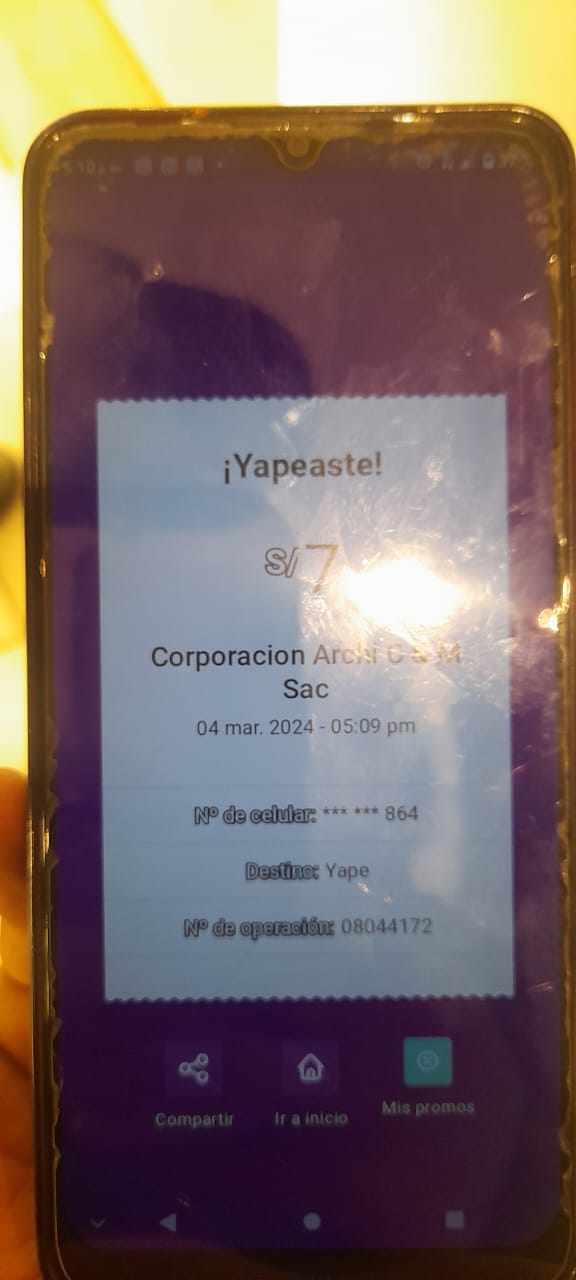 ¡Yapeaste!
S/ 7
Corporacion Archi C & M
Sac
04 mar. 2024 - 05:09 pm
Nº de celular: *** *** 864
Destino: Yape
Nº de operación: 08044172
Compartir
Ir a inicio
Mis promos